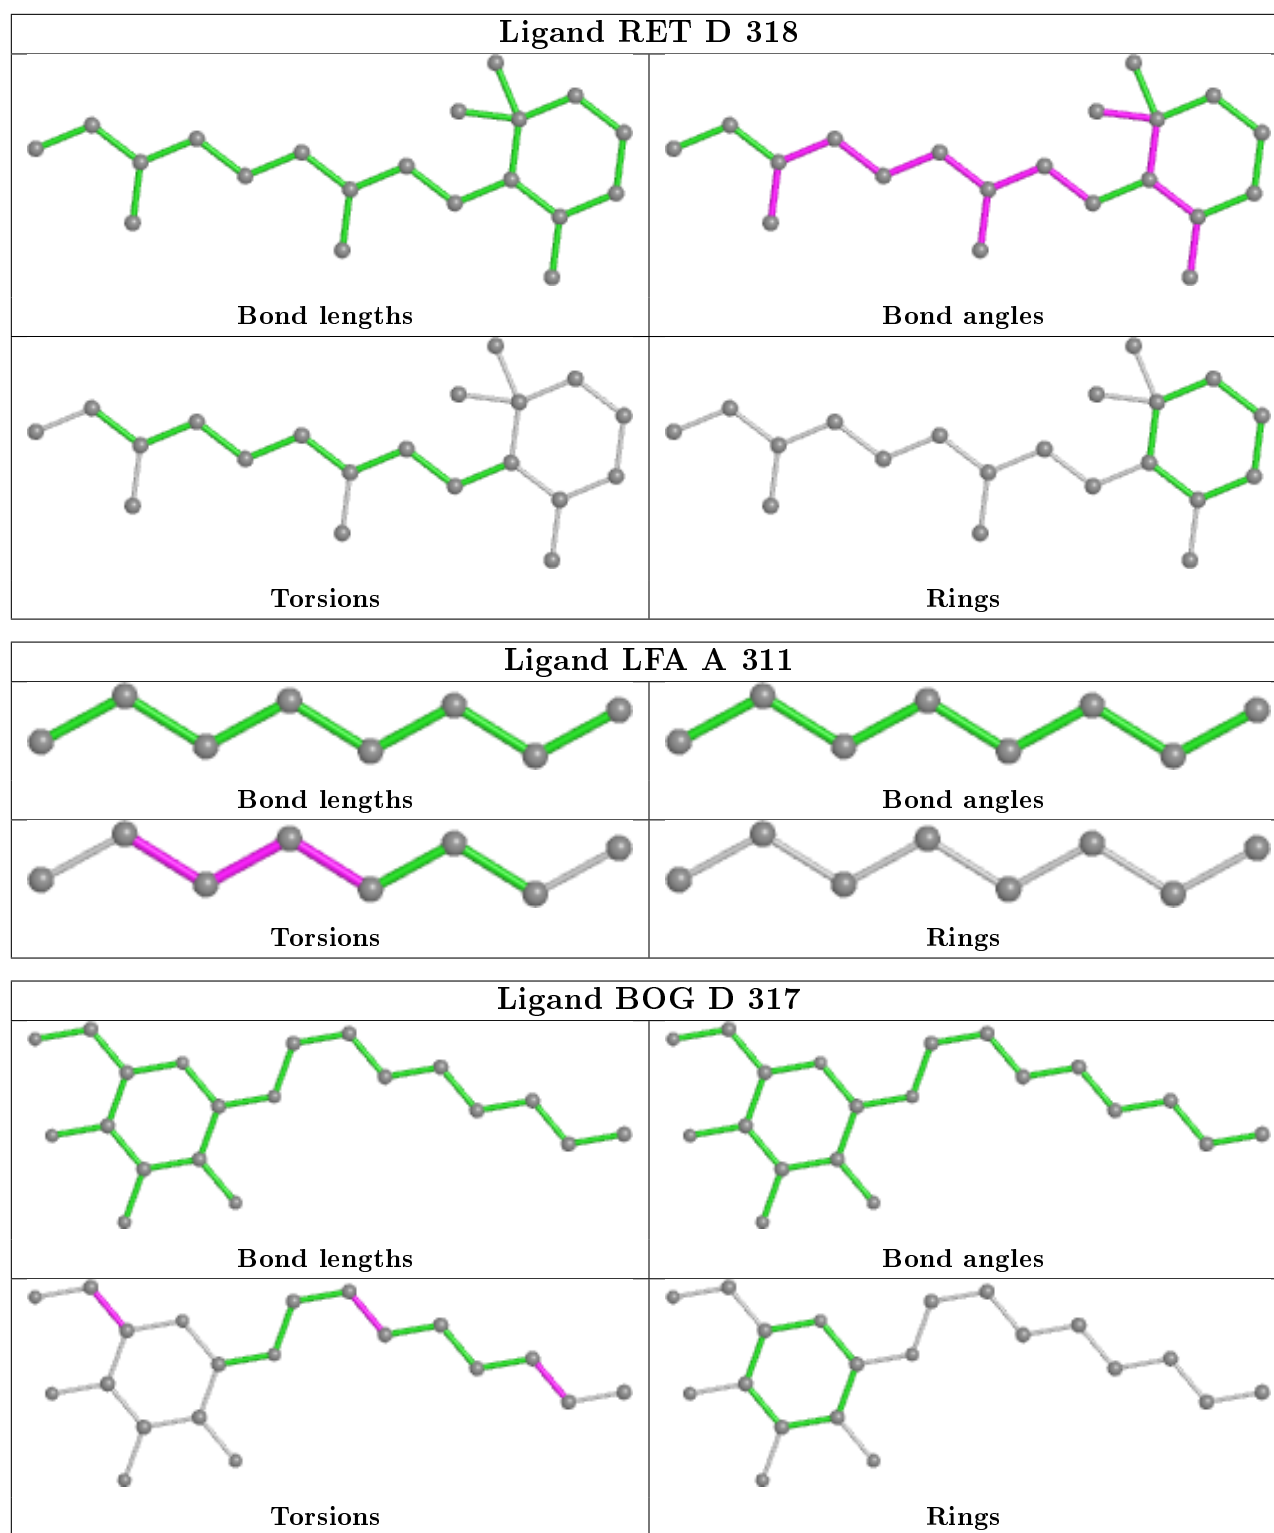 Ligand RET D 318
Bond lengths
Bond angles
Torsions
Rings
Ligand LFA A 311
Bond lengths
Bond angles
Torsions
Rings
Ligand BOG D 317
Bond lengths
Bond angles
Torsions
Rings